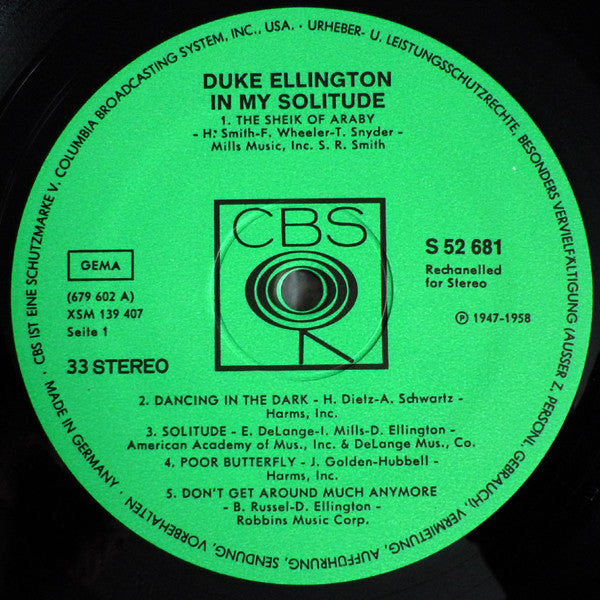 CBS IST EINE SCHUTZMARKE V. COLUMBIA BROADCASTING SYSTEM, INC., USA. · URHEBER- U. LEISTUNGSSCHUTZRECHTE, BESONDERS VERVIELFÄLTIGUNG (AUSSER Z. PERSÖNL. GEBRAUCH), VERMIETUNG, AUFFÜHRUNG, SENDUNG, VORBEHALTEN · MADE IN GERMANY ·
DUKE ELLINGTON
IN MY SOLITUDE
1. THE SHEIK OF ARABY
- H. Smith-F. Wheeler-T. Snyder -
Mills Music, Inc. S. R. Smith
CBS
GEMA
(679 602 A)
XSM 139 407
Seite 1
33 STEREO
S 52 681
Rechanelled
for Stereo
Ⓟ 1947-1958
2. DANCING IN THE DARK - H. Dietz-A. Schwartz -
Harms, Inc.
3. SOLITUDE - E. DeLange-I. Mills-D. Ellington -
American Academy of Mus., Inc. & DeLange Mus., Co.
4. POOR BUTTERFLY - J. Golden-Hubbell -
Harms, Inc.
5. DON'T GET AROUND MUCH ANYMORE
- B. Russel-D. Ellington -
Robbins Music Corp.